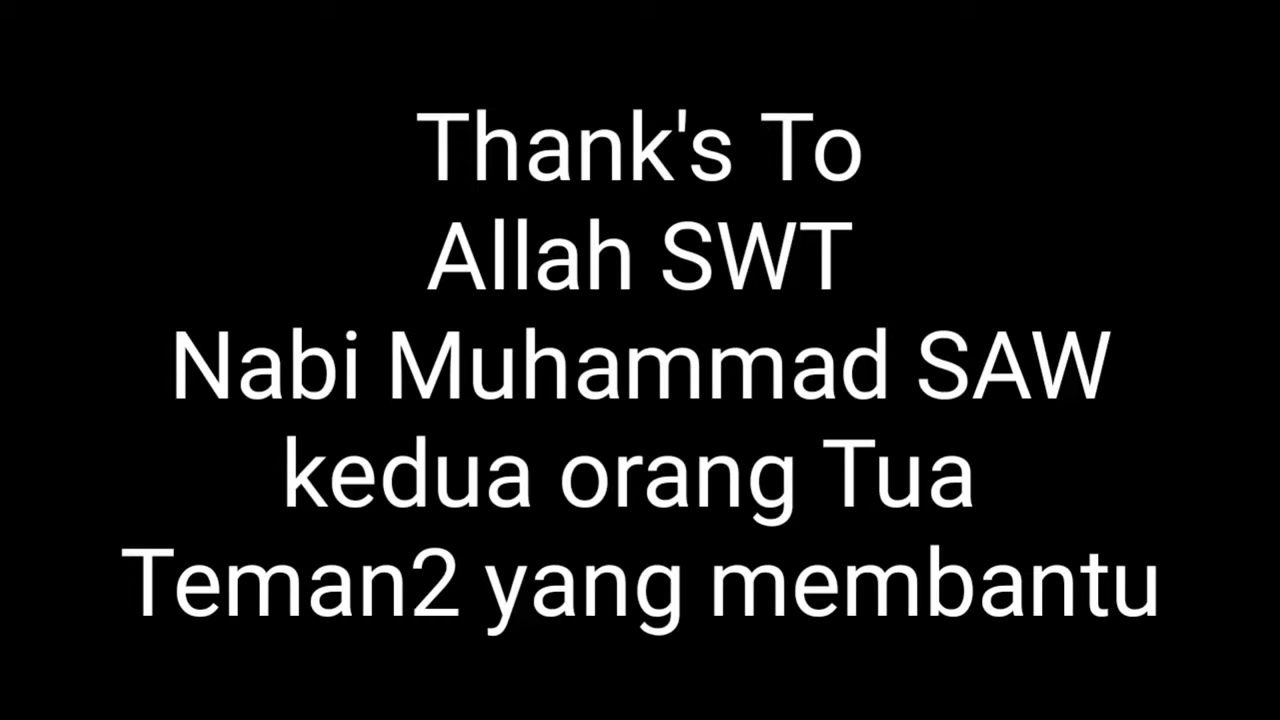 Thank's To
Allah SWT
Nabi Muhammad SAW
kedua orang Tua
Teman2 yang membantu